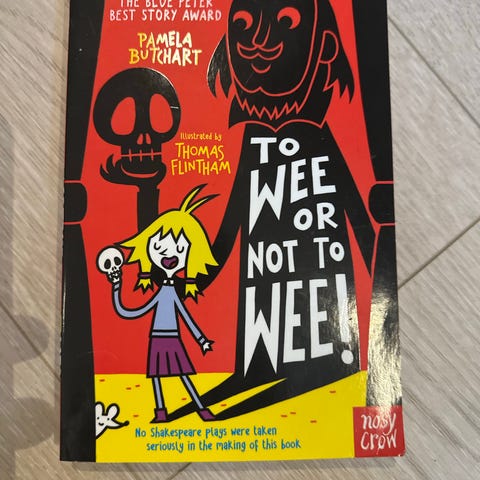 THE BLUE PETER
BEST STORY AWARD
PAMELA
BUTCHART
Illustrated by
THOMAS
FLINTHAM
TO
WEE
OR
NOT TO
WEE!
No Shakespeare plays were taken
seriously in the making of this book
nosy
crow